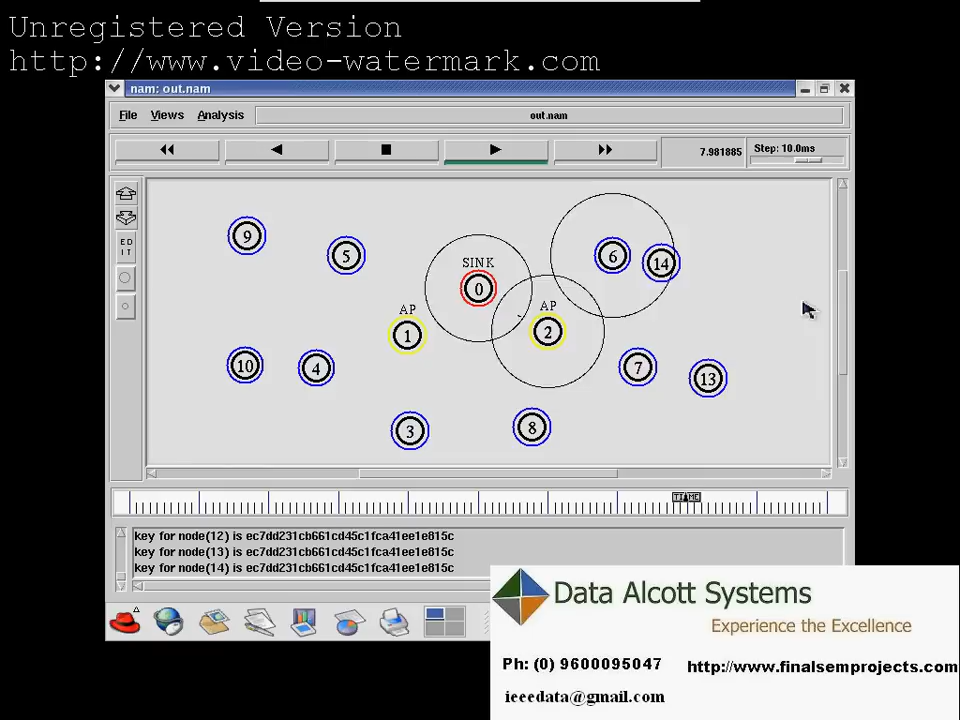 Unregistered Version
http://www.video-watermark.com
nam: out.nam
File Views Analysis out.nam
7.981885 Step: 10.0ms
ED
IT
9
5
6
14
SINK
0
AP
1
AP
2
10
4
7
13
3
8
TIME
key for node(12) is ec7dd231cb661cd45c1fca41ee1e815c
key for node(13) is ec7dd231cb661cd45c1fca41ee1e815c
key for node(14) is ec7dd231cb661cd45c1fca41ee1e815c
Data Alcott Systems
Experience the Excellence
Ph: (0) 9600095047 http://www.finalsemprojects.com
ieeedata@gmail.com